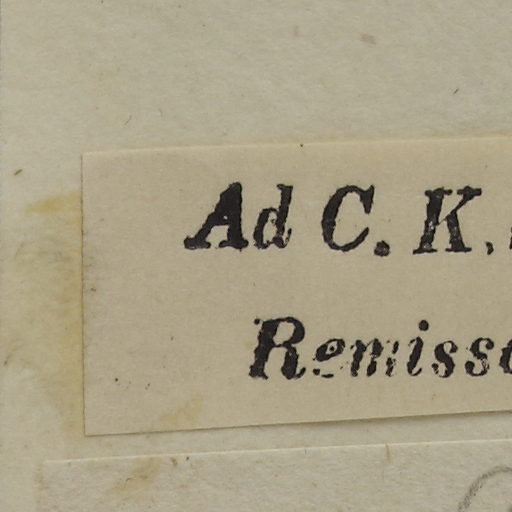 Ad C. K.
Remiss